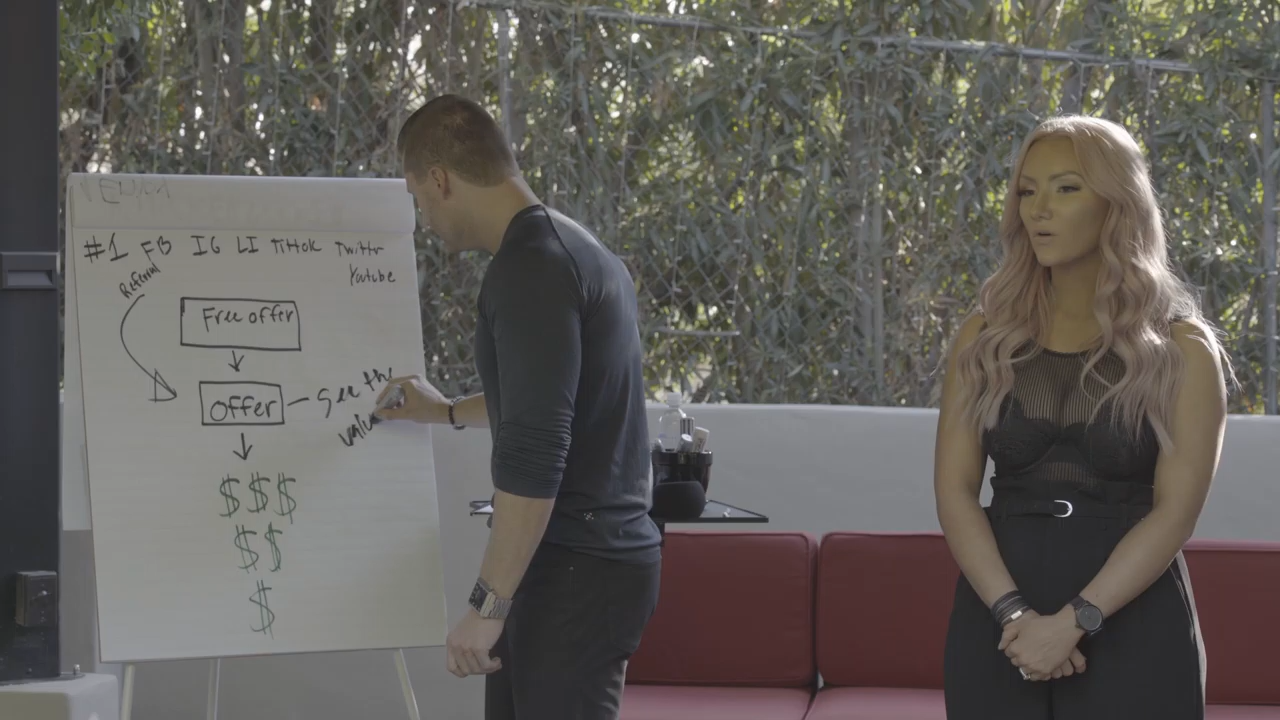 #1 FB IG LI TikTok Twitter
Youtube
Referral
Free offer
offer - see the
value
$$$
$$
$